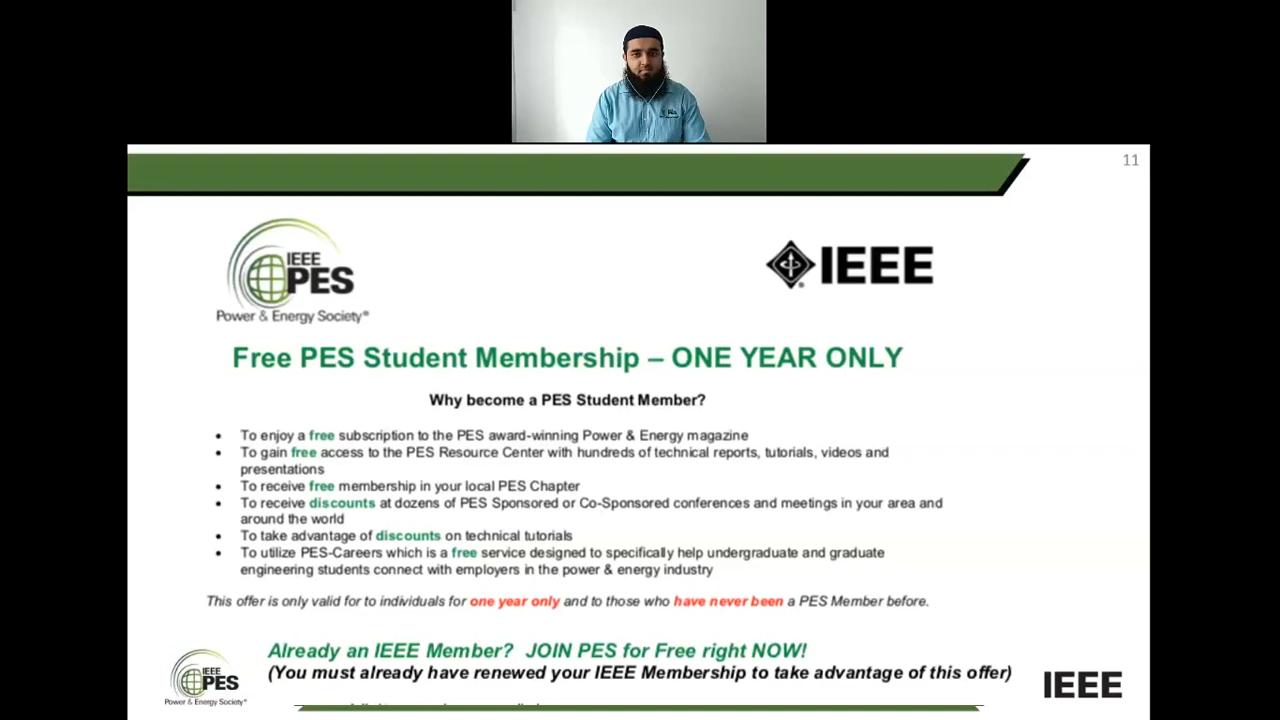 11
IEEE
PES
Power & Energy Society®
IEEE
Free PES Student Membership – ONE YEAR ONLY
Why become a PES Student Member?
• To enjoy a free subscription to the PES award-winning Power & Energy magazine
• To gain free access to the PES Resource Center with hundreds of technical reports, tutorials, videos and
presentations
• To receive free membership in your local PES Chapter
• To receive discounts at dozens of PES Sponsored or Co-Sponsored conferences and meetings in your area and
around the world
• To take advantage of discounts on technical tutorials
• To utilize PES-Careers which is a free service designed to specifically help undergraduate and graduate
engineering students connect with employers in the power & energy industry
This offer is only valid for to individuals for one year only and to those who have never been a PES Member before.
Already an IEEE Member? JOIN PES for Free right NOW!
(You must already have renewed your IEEE Membership to take advantage of this offer)
IEEE
PES
Power & Energy Society®
IEEE